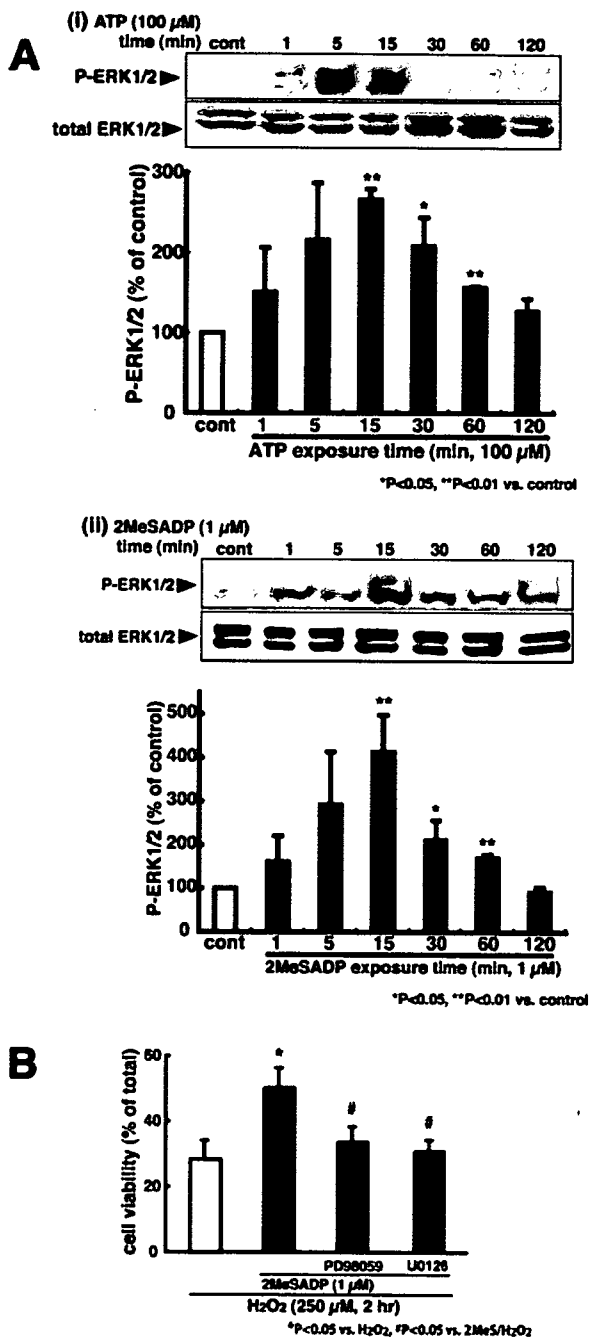 A
(i) ATP (100 µM)
time (min) cont 1 5 15 30 60 120
P-ERK1/2
total ERK1/2
P-ERK1/2 (% of control)
300
200
100
0
** * **
cont 1 5 15 30 60 120
ATP exposure time (min, 100 µM)
*P<0.05, **P<0.01 vs. control
(ii) 2MeSADP (1 µM)
time (min) cont 1 5 15 30 60 120
P-ERK1/2
total ERK1/2
P-ERK1/2 (% of control)
500
400
300
200
100
0
** * **
cont 1 5 15 30 60 120
2MeSADP exposure time (min, 1 µM)
*P<0.05, **P<0.01 vs. control
B
cell viability (% of total)
60
40
20
0
* # #
PD98059 U0126
2MeSADP (1 µM)
H2O2 (250 µM, 2 hr)
*P<0.05 vs. H2O2, #P<0.05 vs. 2MeS/H2O2